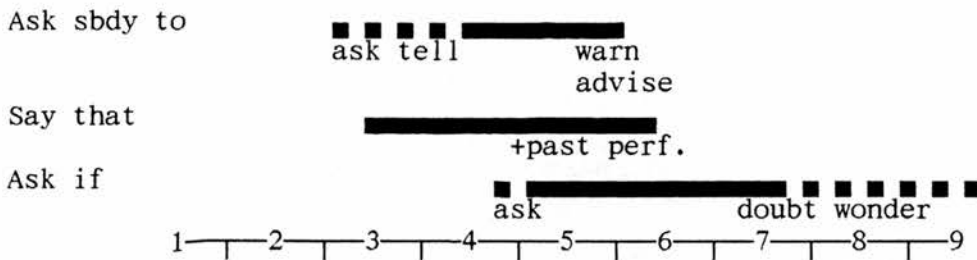 Ask sbdy to
ask tell warn
advise
Say that
+past perf.
Ask if
ask doubt wonder
1 2 3 4 5 6 7 8 9